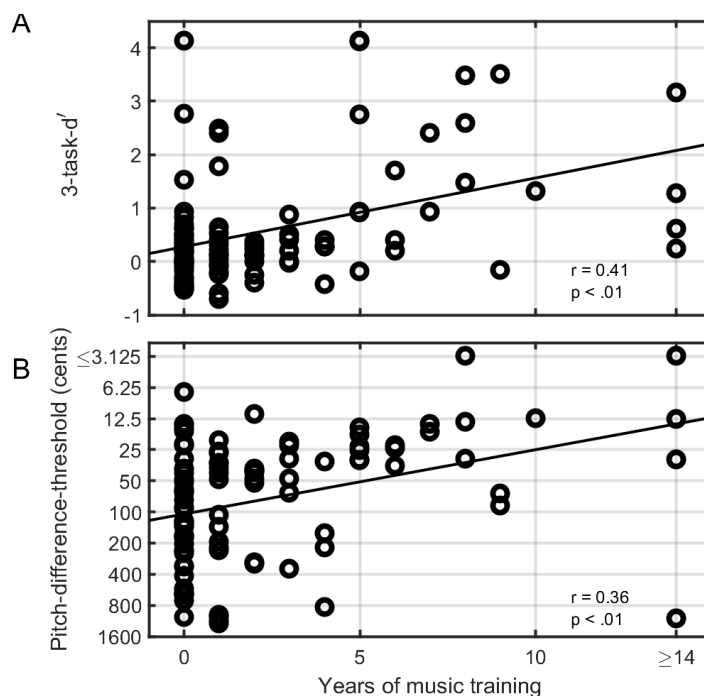 A
3-task-d′
4
3
2
1
0
-1
r = 0.41
p < .01
B
Pitch-difference-threshold (cents)
≤3.125
6.25
12.5
25
50
100
200
400
800
1600
r = 0.36
p < .01
0 5 10 ≥14
Years of music training